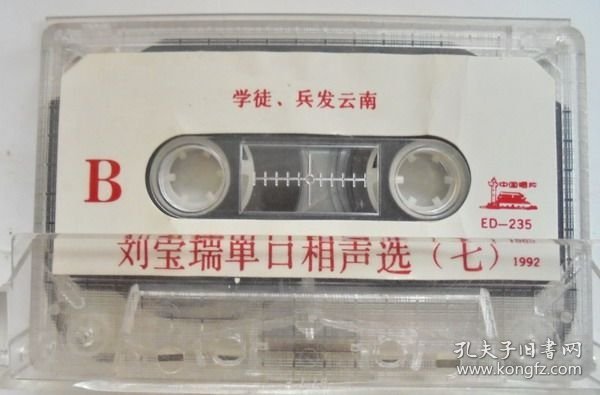 学徒、兵发云南
B
中国唱片
ED—235
刘宝瑞单口相声选（七）
1992
孔夫子旧书网
www.kongfz.com